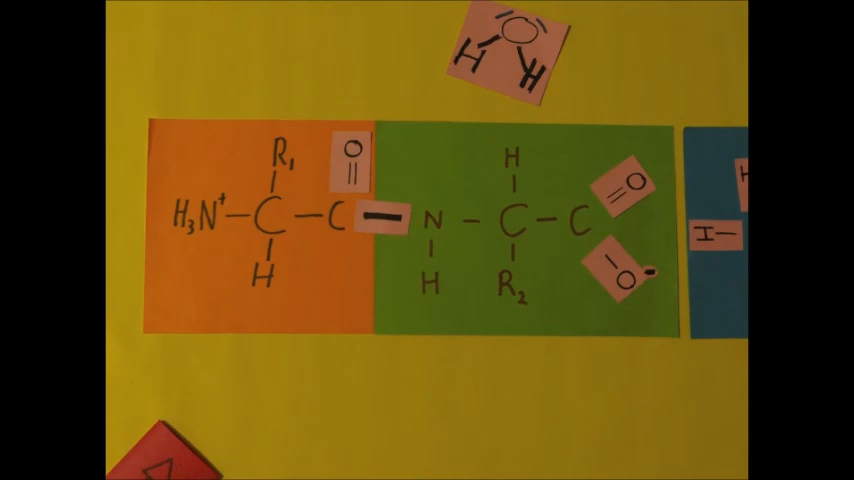 O
H H
R₁ O H
H₃N⁺ — C — C — N — C — C = O
H H R₂ — O⁻
H —
H